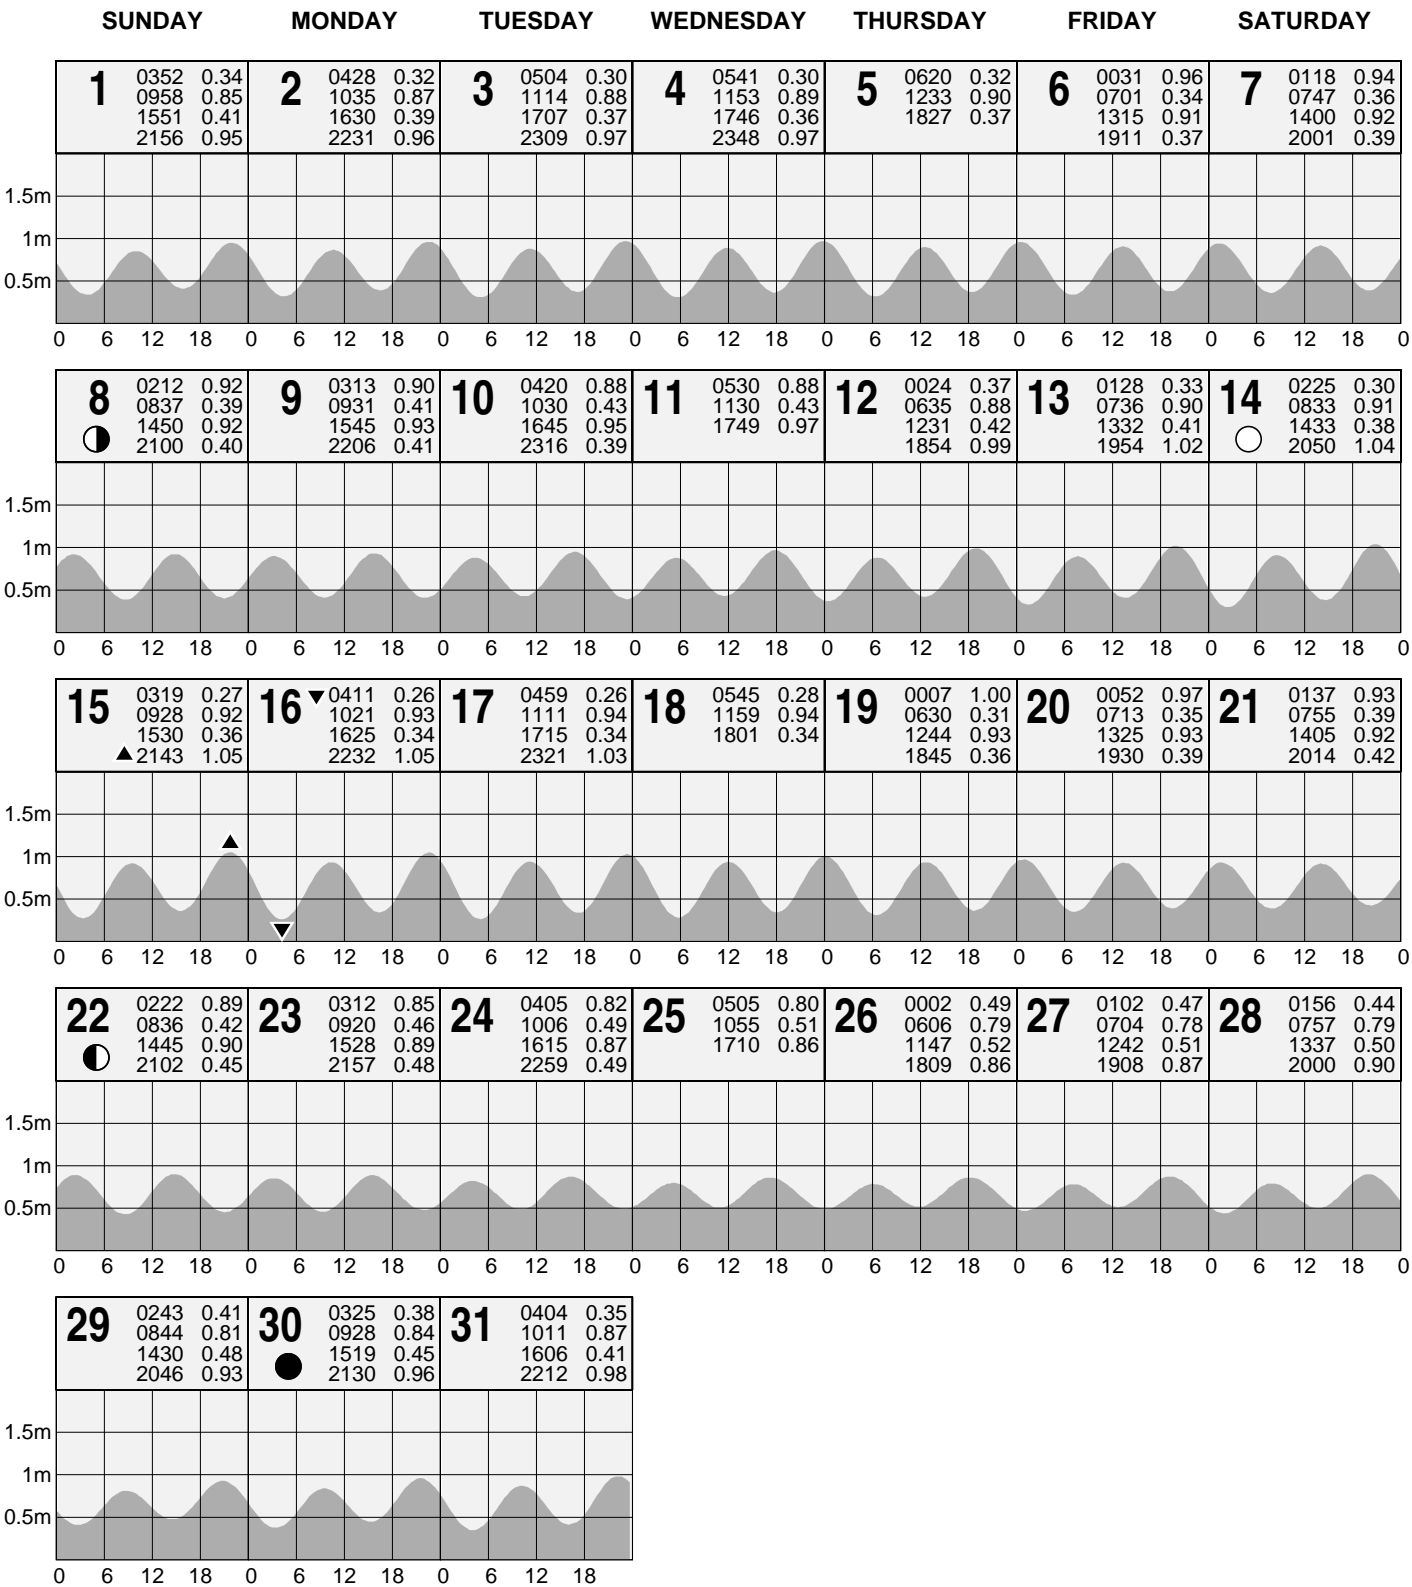 SUNDAY MONDAY TUESDAY WEDNESDAY THURSDAY FRIDAY SATURDAY
1 0352 0.34
0958 0.85
1551 0.41
2156 0.95
2 0428 0.32
1035 0.87
1630 0.39
2231 0.96
3 0504 0.30
1114 0.88
1707 0.37
2309 0.97
4 0541 0.30
1153 0.89
1746 0.36
2348 0.97
5 0620 0.32
1233 0.90
1827 0.37
6 0031 0.96
0701 0.34
1315 0.91
1911 0.37
7 0118 0.94
0747 0.36
1400 0.92
2001 0.39
1.5m
1m
0.5m
0 6 12 18 0 6 12 18 0 6 12 18 0 6 12 18 0 6 12 18 0 6 12 18 0 6 12 18 0
8 0212 0.92
0837 0.39
1450 0.92
2100 0.40
9 0313 0.90
0931 0.41
1545 0.93
2206 0.41
10 0420 0.88
1030 0.43
1645 0.95
2316 0.39
11 0530 0.88
1130 0.43
1749 0.97
12 0024 0.37
0635 0.88
1231 0.42
1854 0.99
13 0128 0.33
0736 0.90
1332 0.41
1954 1.02
14 0225 0.30
0833 0.91
1433 0.38
2050 1.04
1.5m
1m
0.5m
0 6 12 18 0 6 12 18 0 6 12 18 0 6 12 18 0 6 12 18 0 6 12 18 0 6 12 18 0
15 0319 0.27
0928 0.92
1530 0.36
▲2143 1.05
16 ▼0411 0.26
1021 0.93
1625 0.34
2232 1.05
17 0459 0.26
1111 0.94
1715 0.34
2321 1.03
18 0545 0.28
1159 0.94
1801 0.34
19 0007 1.00
0630 0.31
1244 0.93
1845 0.36
20 0052 0.97
0713 0.35
1325 0.93
1930 0.39
21 0137 0.93
0755 0.39
1405 0.92
2014 0.42
1.5m
1m
0.5m
0 6 12 18 0 6 12 18 0 6 12 18 0 6 12 18 0 6 12 18 0 6 12 18 0 6 12 18 0
22 0222 0.89
0836 0.42
1445 0.90
2102 0.45
23 0312 0.85
0920 0.46
1528 0.89
2157 0.48
24 0405 0.82
1006 0.49
1615 0.87
2259 0.49
25 0505 0.80
1055 0.51
1710 0.86
26 0002 0.49
0606 0.79
1147 0.52
1809 0.86
27 0102 0.47
0704 0.78
1242 0.51
1908 0.87
28 0156 0.44
0757 0.79
1337 0.50
2000 0.90
1.5m
1m
0.5m
0 6 12 18 0 6 12 18 0 6 12 18 0 6 12 18 0 6 12 18 0 6 12 18 0 6 12 18 0
29 0243 0.41
0844 0.81
1430 0.48
2046 0.93
30 0325 0.38
0928 0.84
1519 0.45
2130 0.96
31 0404 0.35
1011 0.87
1606 0.41
2212 0.98
1.5m
1m
0.5m
0 6 12 18 0 6 12 18 0 6 12 18